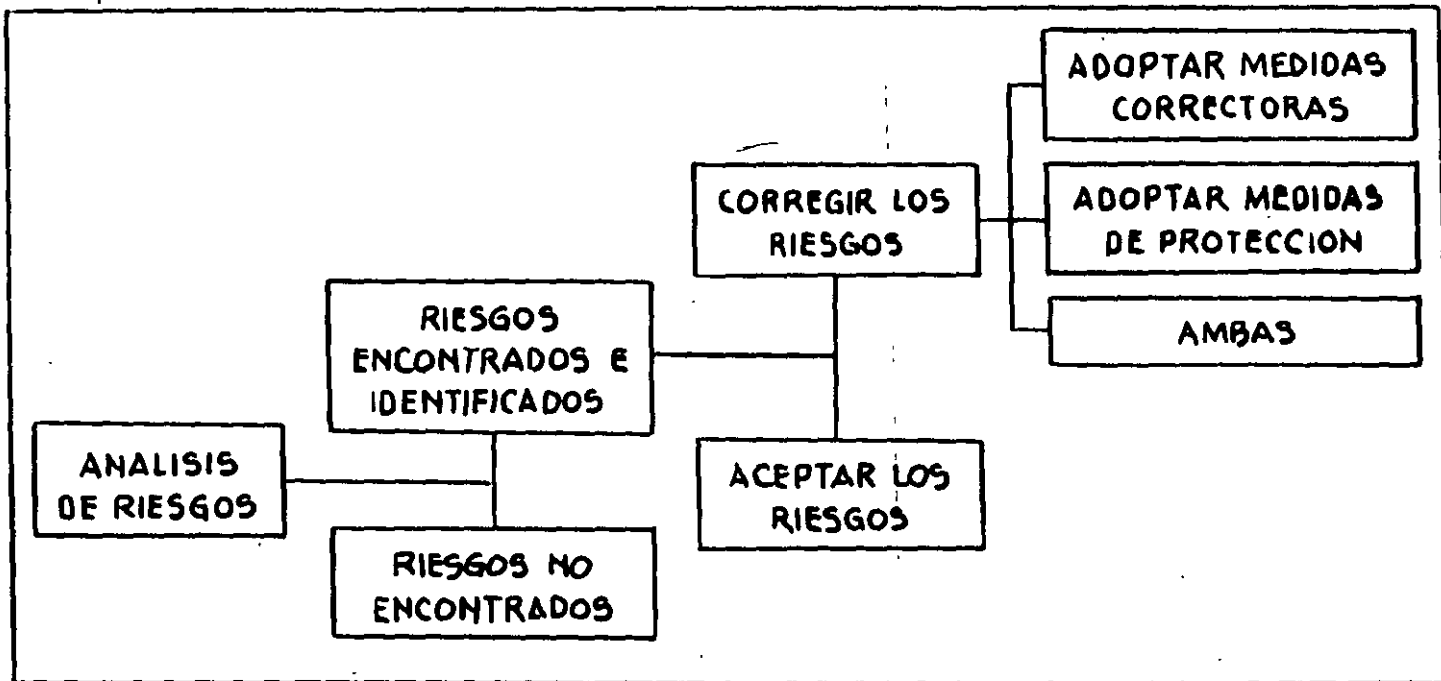 ANALISIS
DE RIESGOS
RIESGOS
ENCONTRADOS E
IDENTIFICADOS
RIESGOS NO
ENCONTRADOS
CORREGIR LOS
RIESGOS
ACEPTAR LOS
RIESGOS
ADOPTAR MEDIDAS
CORRECTORAS
ADOPTAR MEDIDAS
DE PROTECCION
AMBAS